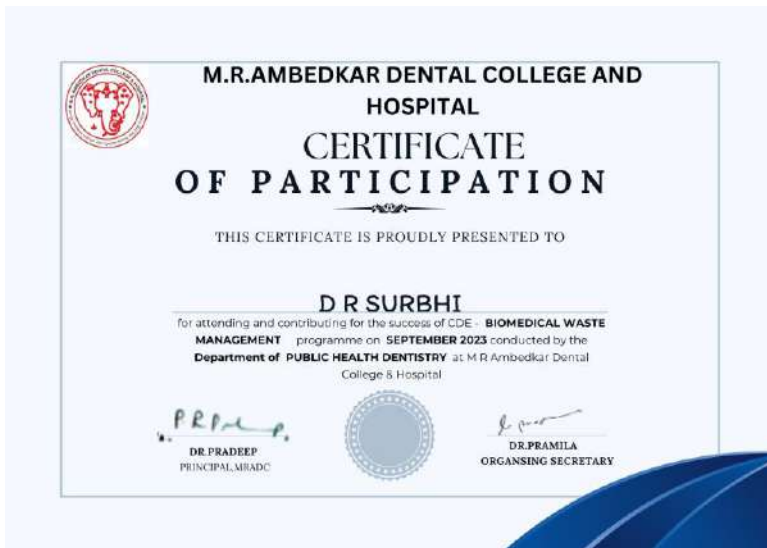 M.R.AMBEDKAR DENTAL COLLEGE AND
HOSPITAL
CERTIFICATE
OF PARTICIPATION
THIS CERTIFICATE IS PROUDLY PRESENTED TO
D R SURBHI
for attending and contributing for the success of CDE - BIOMEDICAL WASTE
MANAGEMENT programme on SEPTEMBER 2023 conducted by the
Department of PUBLIC HEALTH DENTISTRY at M R Ambedkar Dental
College & Hospital
DR.PRADEEP
PRINCIPAL,MRADC
DR.PRAMILA
ORGANSING SECRETARY